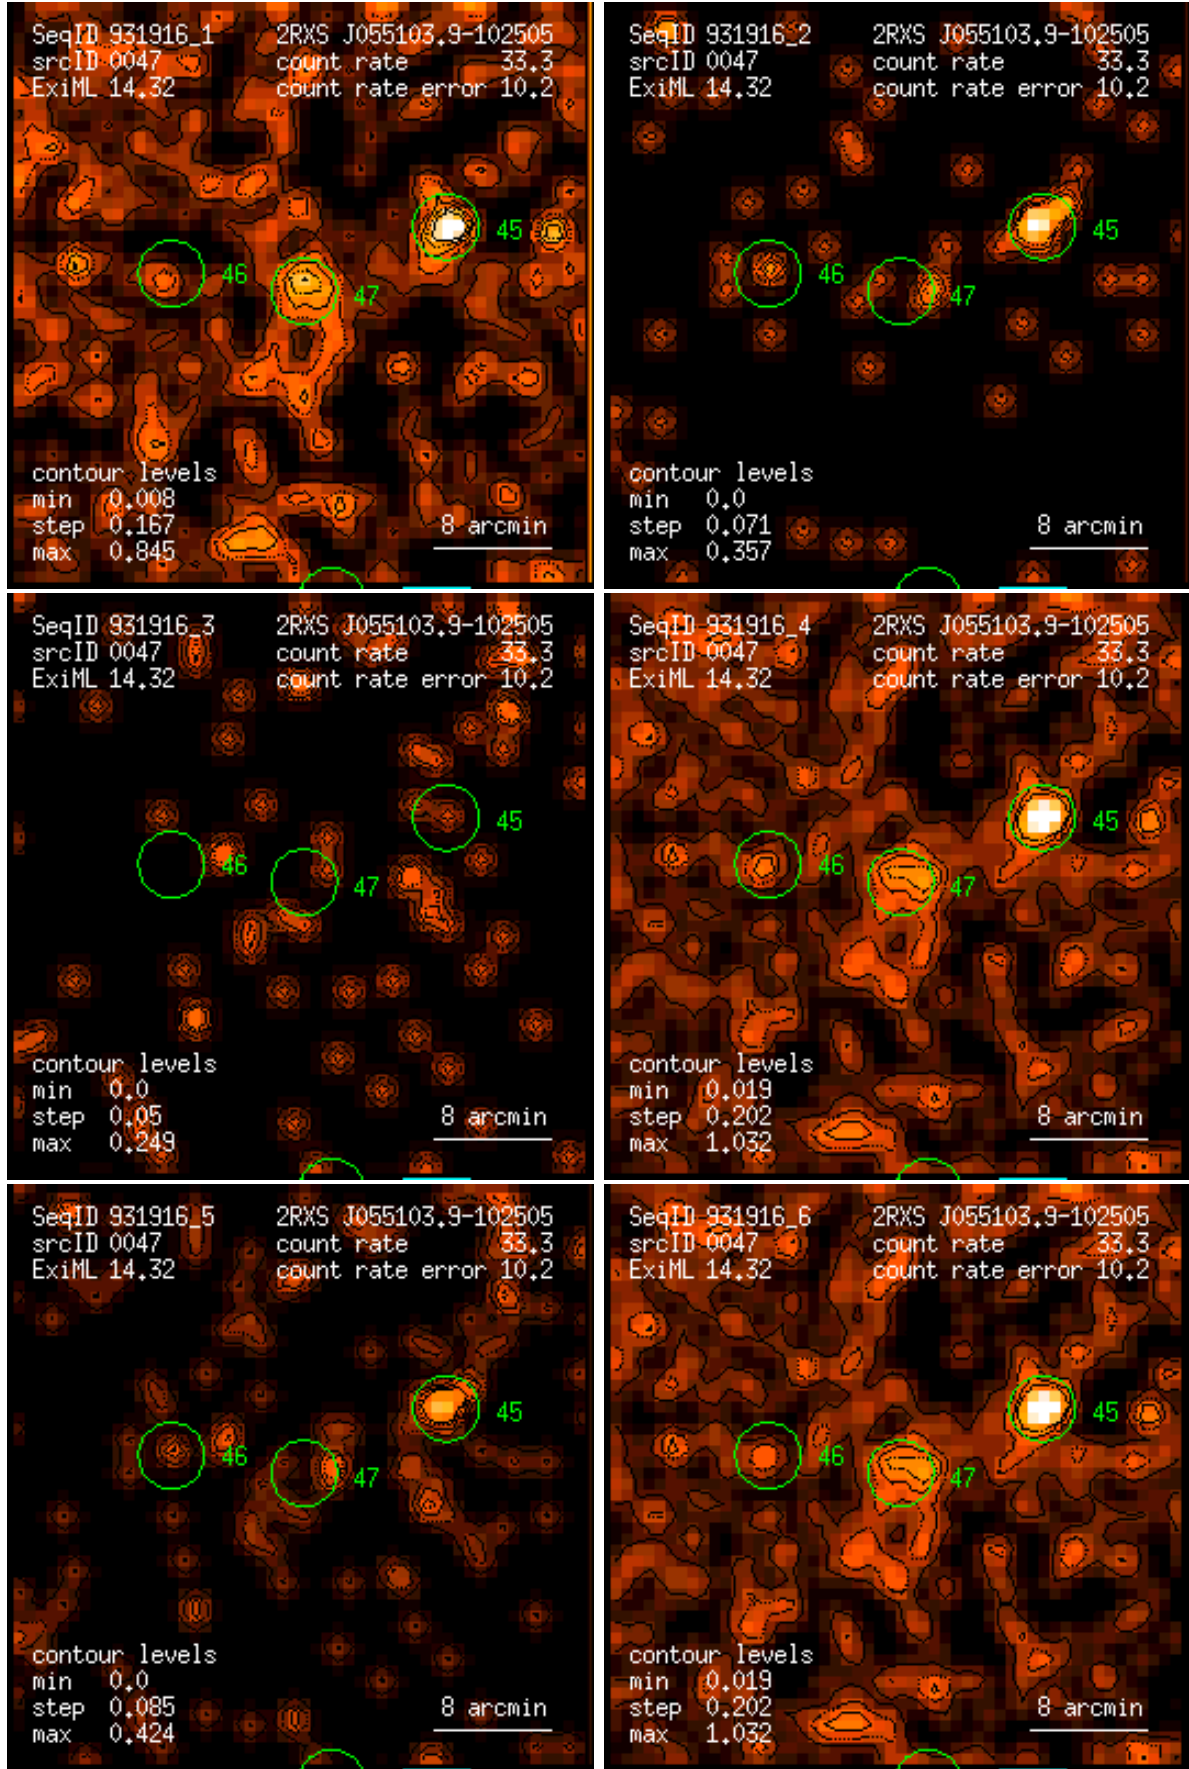 SeqID 931916_1 2RXS J055103.9-102505
srcID 0047 count rate 33.3
ExiML 14.32 count rate error 10.2
45
46
47
contour levels
min 0.008
step 0.167 8 arcmin
max 0.845
SeqID 931916_2 2RXS J055103.9-102505
srcID 0047 count rate 33.3
ExiML 14.32 count rate error 10.2
45
46
47
contour levels
min 0.0
step 0.071 8 arcmin
max 0.357
SeqID 931916_3 2RXS J055103.9-102505
srcID 0047 count rate 33.3
ExiML 14.32 count rate error 10.2
45
46
47
contour levels
min 0.0
step 0.05 8 arcmin
max 0.249
SeqID 931916_4 2RXS J055103.9-102505
srcID 0047 count rate 33.3
ExiML 14.32 count rate error 10.2
45
46
47
contour levels
min 0.019
step 0.202 8 arcmin
max 1.032
SeqID 931916_5 2RXS J055103.9-102505
srcID 0047 count rate 33.3
ExiML 14.32 count rate error 10.2
45
46
47
contour levels
min 0.0
step 0.085 8 arcmin
max 0.424
SeqID 931916_6 2RXS J055103.9-102505
srcID 0047 count rate 33.3
ExiML 14.32 count rate error 10.2
45
46
47
contour levels
min 0.019
step 0.202 8 arcmin
max 1.032